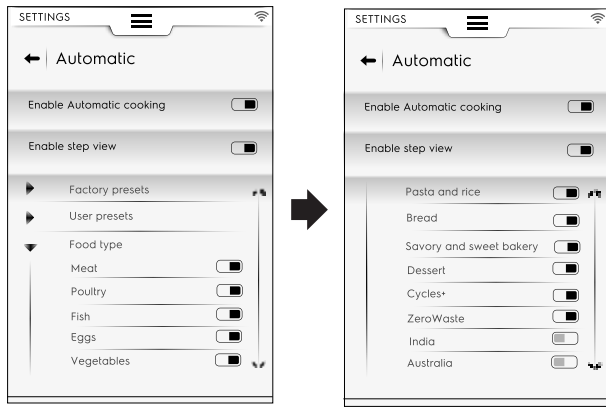 SETTINGS
Automatic
Enable Automatic cooking
Enable step view
Factory presets
User presets
Food type
Meat
Poultry
Fish
Eggs
Vegetables
SETTINGS
Automatic
Enable Automatic cooking
Enable step view
Pasta and rice
Bread
Savory and sweet bakery
Dessert
Cycles+
ZeroWaste
India
Australia